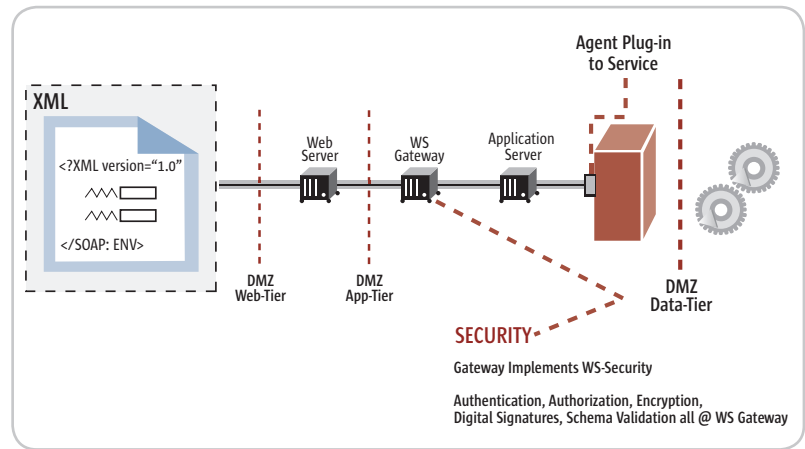 Agent Plug-in
to Service
XML
<?XML version=“1.0”
</SOAP: ENV>
Web
Server
WS
Gateway
Application
Server
DMZ
Web-Tier
DMZ
App-Tier
DMZ
Data-Tier
SECURITY
Gateway Implements WS-Security
Authentication, Authorization, Encryption,
Digital Signatures, Schema Validation all @ WS Gateway